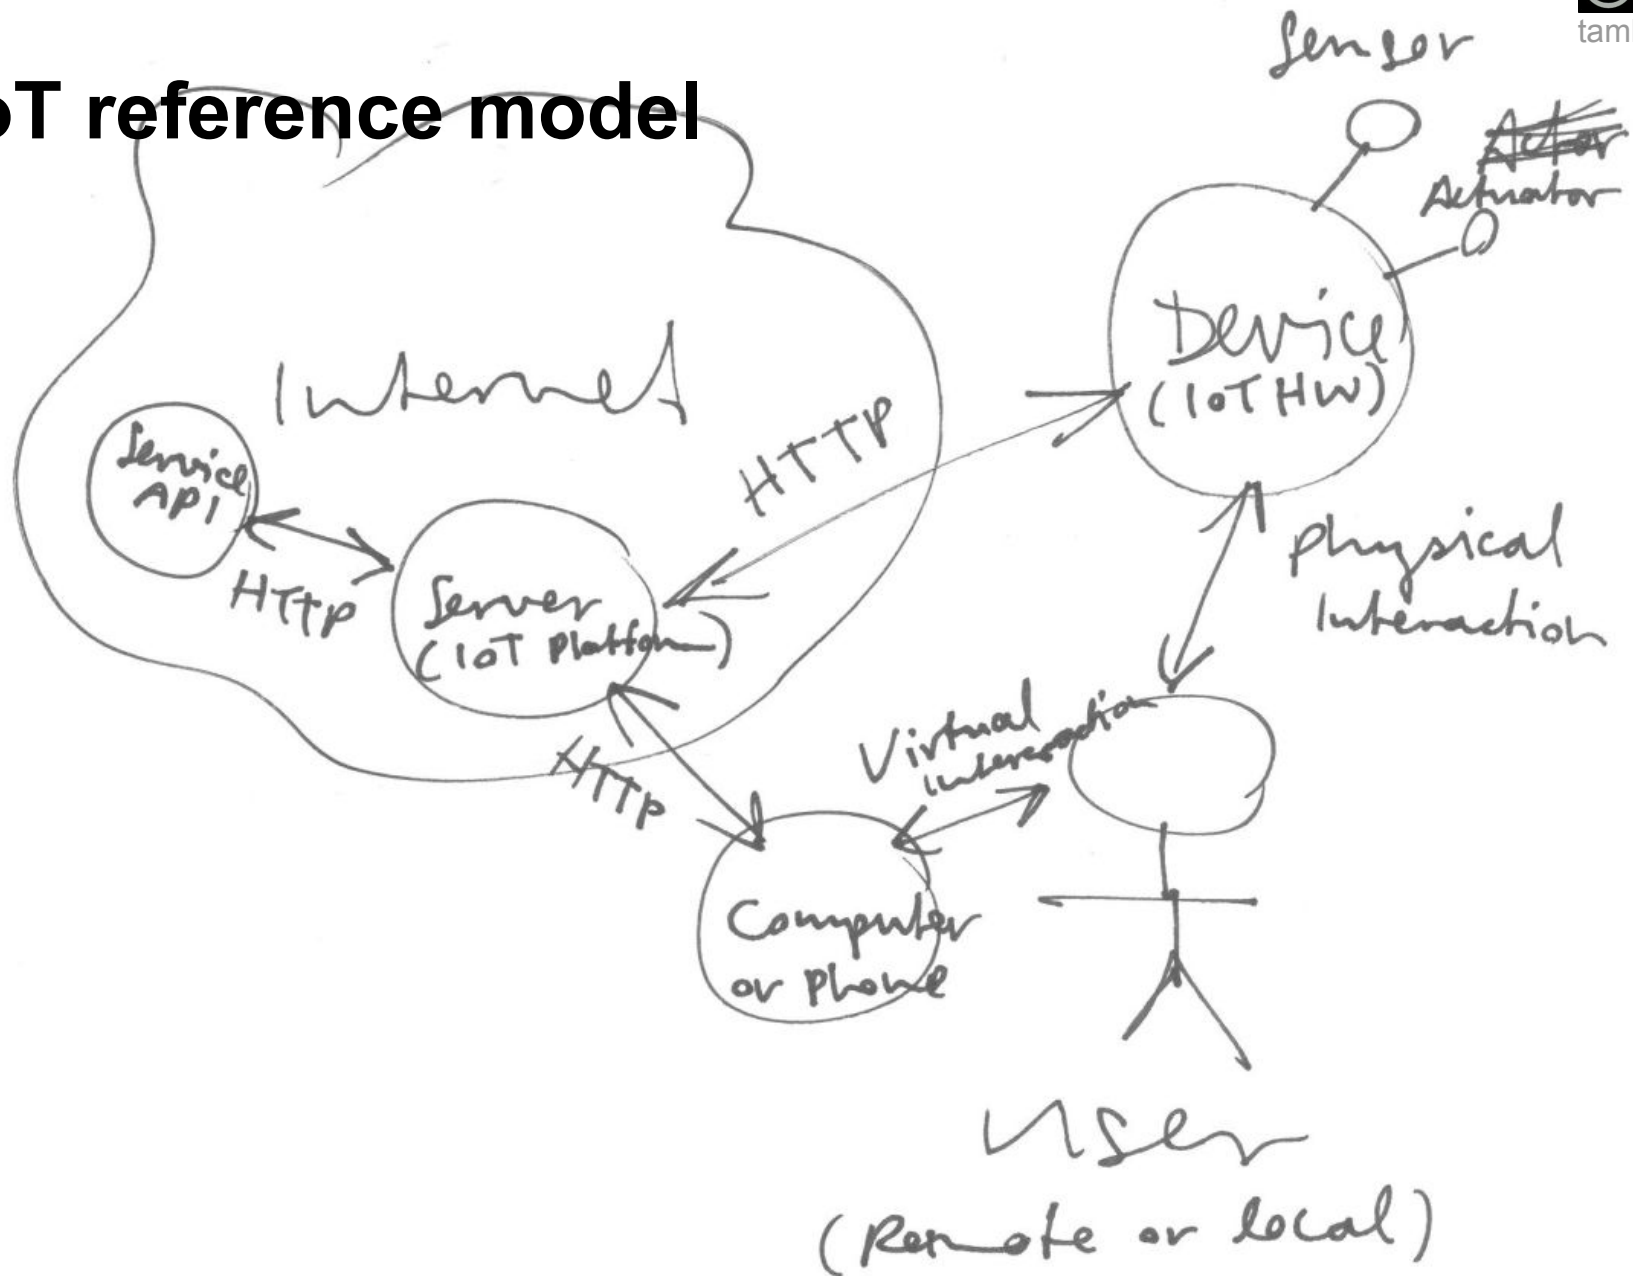 oT reference model
tam
Sensor
Actuator
Device
(IoT HW)
Internet
HTTP
Service
API
HTTP
Server
(IoT Platform)
Physical
Interaction
Virtual
Interaction
HTTP
Computer
or Phone
User
(Remote or local)